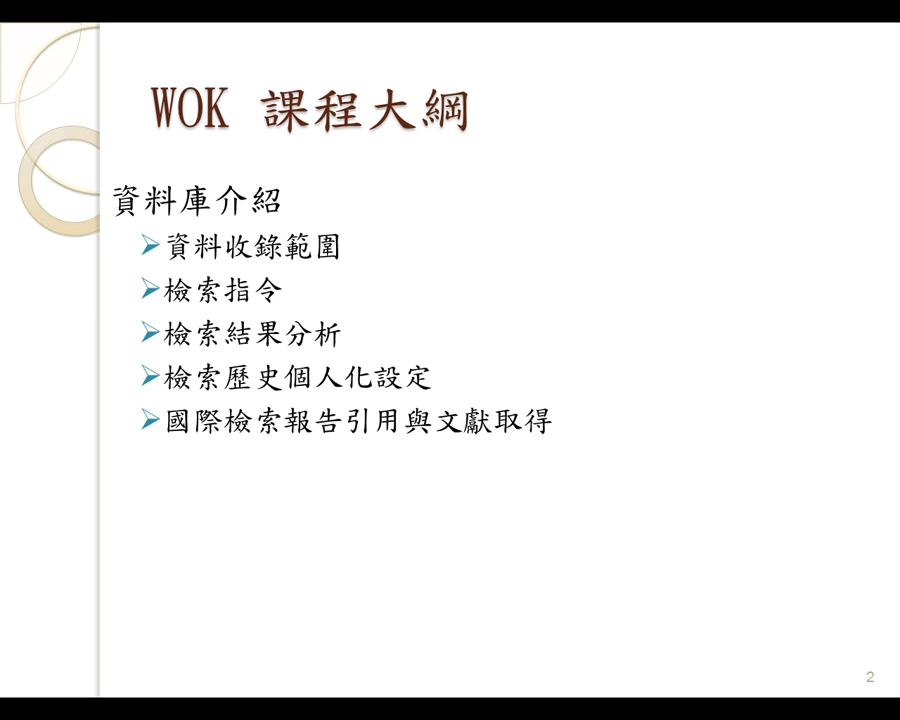 WOK 課程大綱
資料庫介紹
資料收錄範圍
檢索指令
檢索結果分析
檢索歷史個人化設定
國際檢索報告引用與文獻取得
2